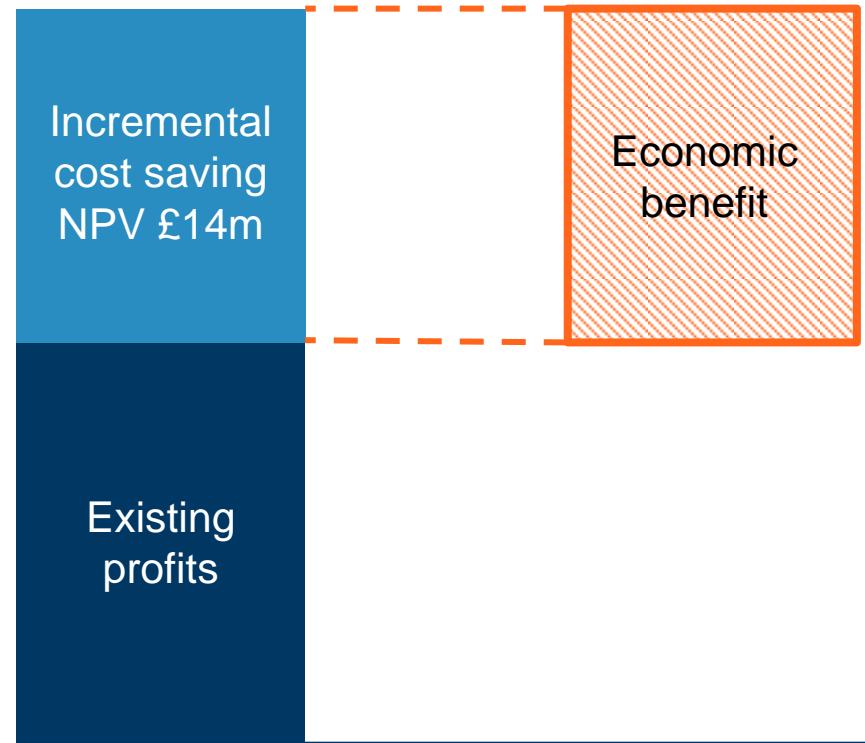 Incremental
cost saving
NPV £14m
Economic
benefit
Existing
profits